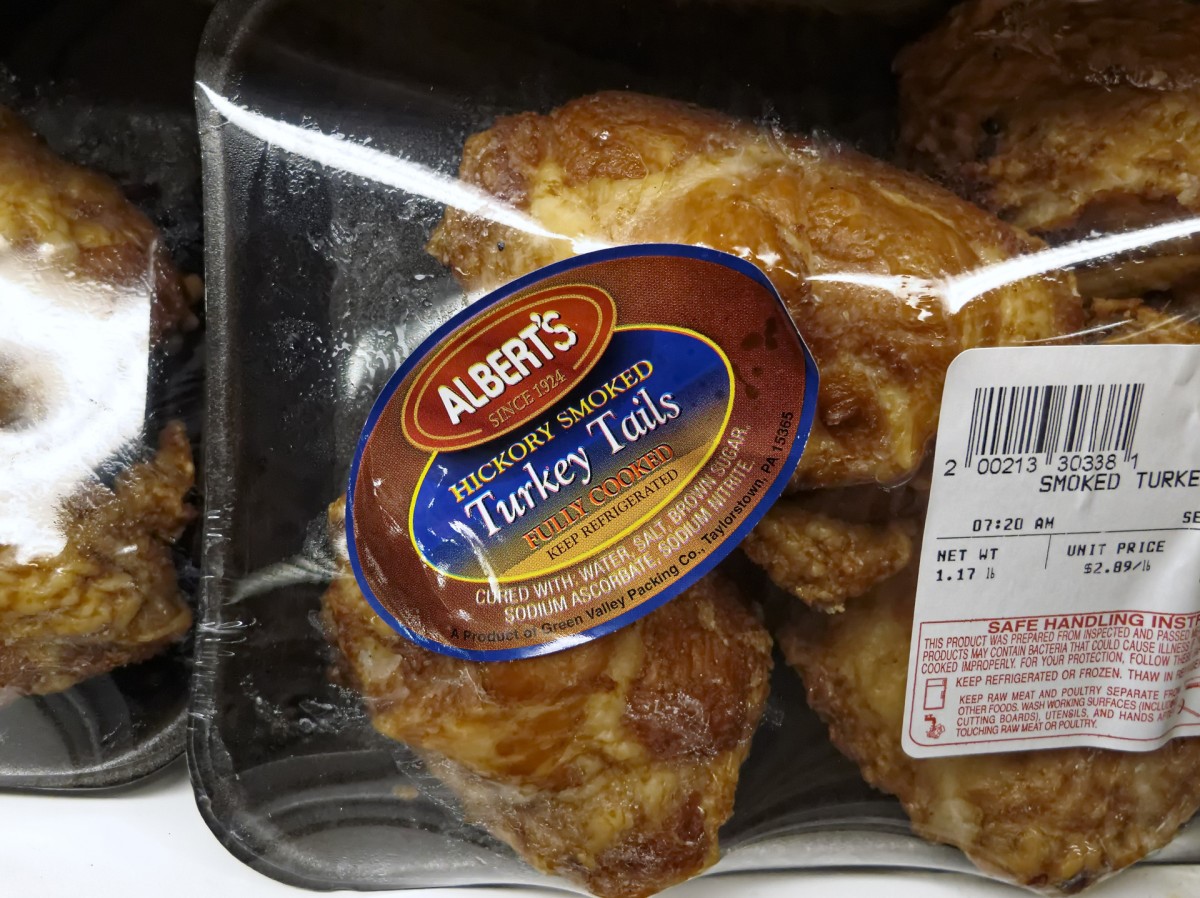 ALBERT'S
SINCE 1924
HICKORY SMOKED
Turkey Tails
FULLY COOKED
KEEP REFRIGERATED
CURED WITH: WATER, SALT, BROWN SUGAR,
SODIUM ASCORBATE, SODIUM NITRITE.
A Product of Green Valley Packing Co., Taylorstown, PA 15365
2 00213 30338 1
SMOKED TURKE
07:20 AM
SE
NET WT
1.17 lb
UNIT PRICE
$2.89/lb
SAFE HANDLING INSTR
THIS PRODUCT WAS PREPARED FROM INSPECTED AND PASSED
PRODUCTS MAY CONTAIN BACTERIA THAT COULD CAUSE ILLNESS
COOKED IMPROPERLY. FOR YOUR PROTECTION, FOLLOW THE
KEEP REFRIGERATED OR FROZEN. THAW IN
KEEP RAW MEAT AND POULTRY SEPARATE FRO
OTHER FOODS. WASH WORKING SURFACES (INCLU
CUTTING BOARDS), UTENSILS, AND HANDS AF
TOUCHING RAW MEAT OR POULTRY.